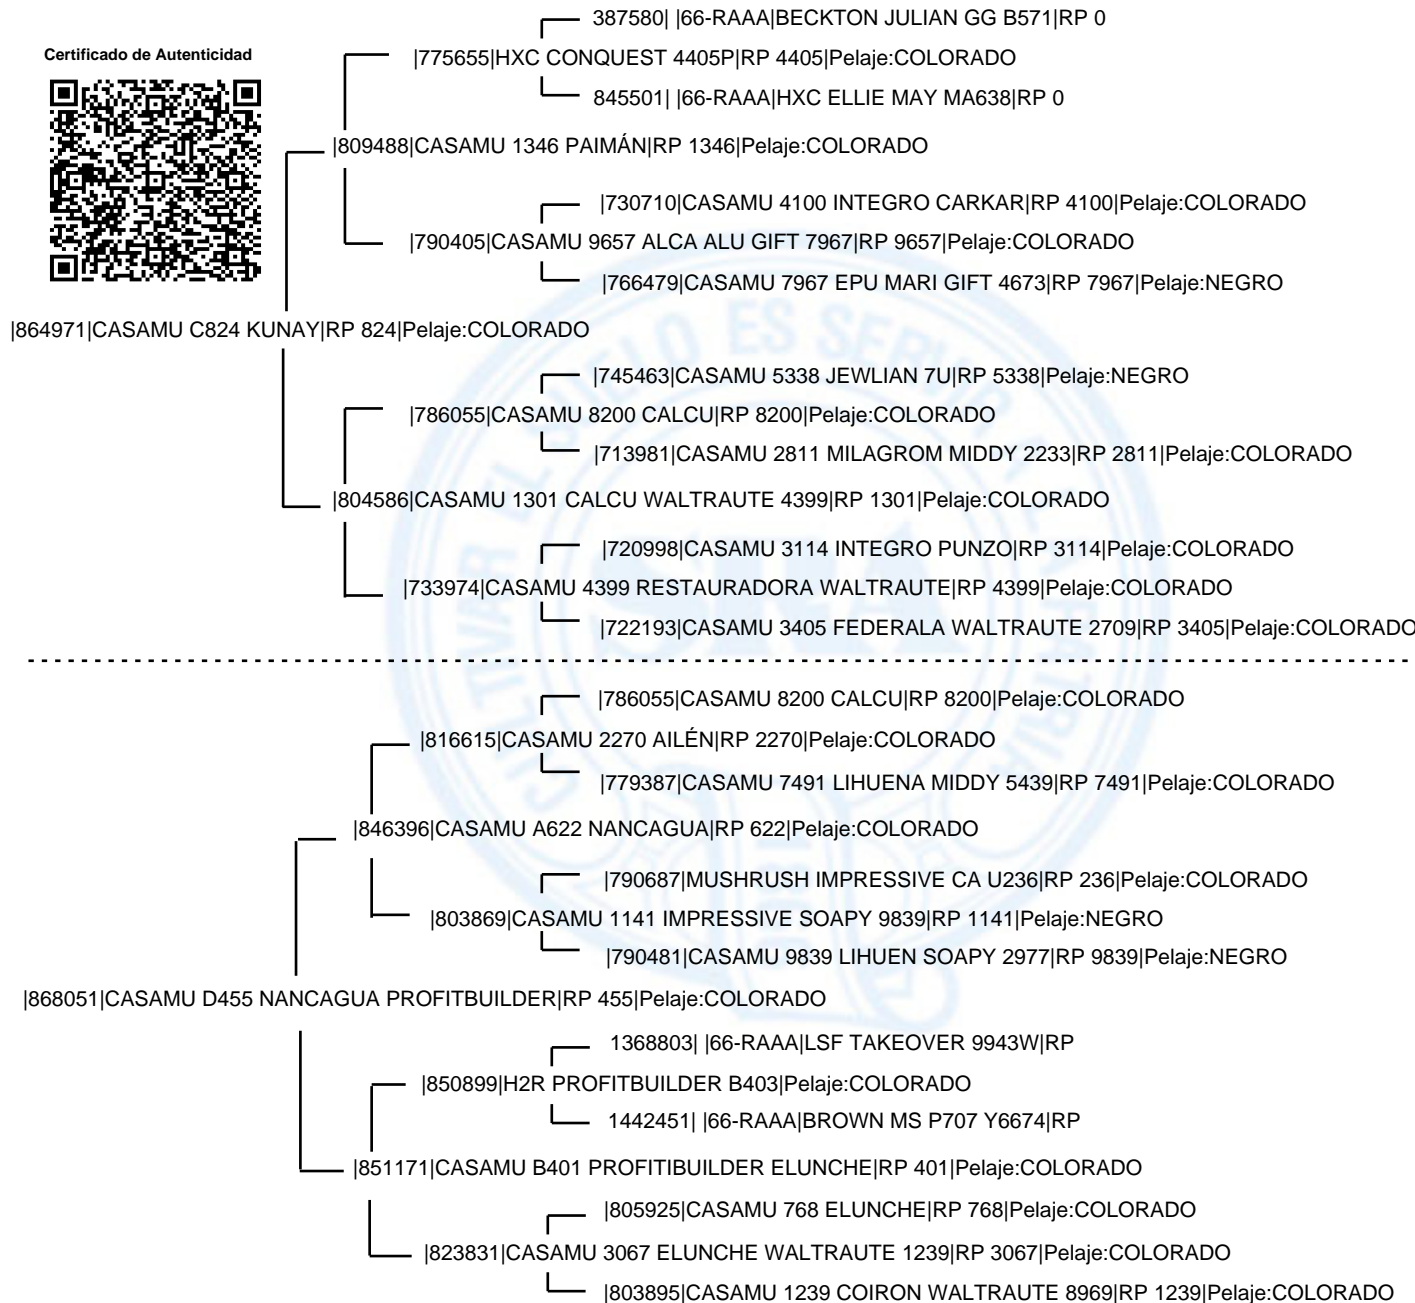 387580| |66-RAAA|BECKTON JULIAN GG B571|RP 0
Certificado de Autenticidad
|775655|HXC CONQUEST 4405P|RP 4405|Pelaje:COLORADO
845501| |66-RAAA|HXC ELLIE MAY MA638|RP 0
|809488|CASAMU 1346 PAIMÁN|RP 1346|Pelaje:COLORADO
|730710|CASAMU 4100 INTEGRO CARKAR|RP 4100|Pelaje:COLORADO
|790405|CASAMU 9657 ALCA ALU GIFT 7967|RP 9657|Pelaje:COLORADO
|766479|CASAMU 7967 EPU MARI GIFT 4673|RP 7967|Pelaje:NEGRO
|864971|CASAMU C824 KUNAY|RP 824|Pelaje:COLORADO
|745463|CASAMU 5338 JEWLIAN 7U|RP 5338|Pelaje:NEGRO
|786055|CASAMU 8200 CALCU|RP 8200|Pelaje:COLORADO
|713981|CASAMU 2811 MILAGROM MIDDY 2233|RP 2811|Pelaje:COLORADO
|804586|CASAMU 1301 CALCU WALTRAUTE 4399|RP 1301|Pelaje:COLORADO
|720998|CASAMU 3114 INTEGRO PUNZO|RP 3114|Pelaje:COLORADO
|733974|CASAMU 4399 RESTAURADORA WALTRAUTE|RP 4399|Pelaje:COLORADO
|722193|CASAMU 3405 FEDERALA WALTRAUTE 2709|RP 3405|Pelaje:COLORADO
|786055|CASAMU 8200 CALCU|RP 8200|Pelaje:COLORADO
|816615|CASAMU 2270 AILÉN|RP 2270|Pelaje:COLORADO
|779387|CASAMU 7491 LIHUENA MIDDY 5439|RP 7491|Pelaje:COLORADO
|846396|CASAMU A622 NANCAGUA|RP 622|Pelaje:COLORADO
|790687|MUSHRUSH IMPRESSIVE CA U236|RP 236|Pelaje:COLORADO
|803869|CASAMU 1141 IMPRESSIVE SOAPY 9839|RP 1141|Pelaje:NEGRO
|790481|CASAMU 9839 LIHUEN SOAPY 2977|RP 9839|Pelaje:NEGRO
|868051|CASAMU D455 NANCAGUA PROFITBUILDER|RP 455|Pelaje:COLORADO
1368803| |66-RAAA|LSF TAKEOVER 9943W|RP
|850899|H2R PROFITBUILDER B403|Pelaje:COLORADO
1442451| |66-RAAA|BROWN MS P707 Y6674|RP
|851171|CASAMU B401 PROFITIBUILDER ELUNCHE|RP 401|Pelaje:COLORADO
|805925|CASAMU 768 ELUNCHE|RP 768|Pelaje:COLORADO
|823831|CASAMU 3067 ELUNCHE WALTRAUTE 1239|RP 3067|Pelaje:COLORADO
|803895|CASAMU 1239 COIRON WALTRAUTE 8969|RP 1239|Pelaje:COLORADO
CULTIVAR EL SUELO ES SERVIR A LA PATRIA
SRA
1866